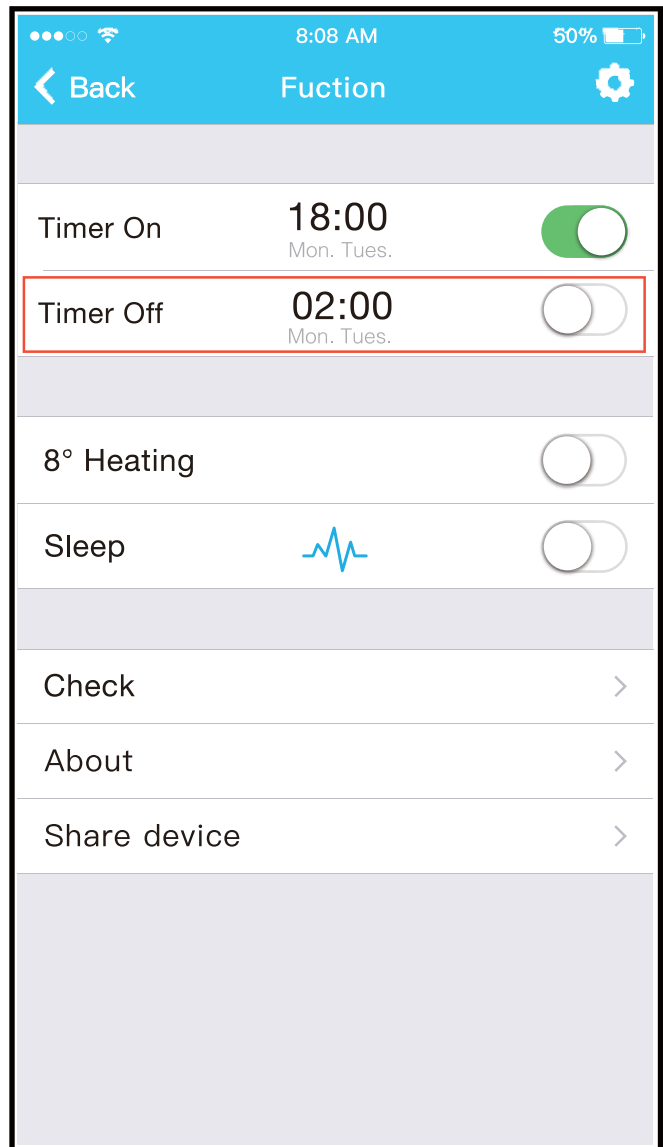 8:08 AM 50%
Back Fuction
Timer On 18:00
Mon. Tues.
Timer Off 02:00
Mon. Tues.
8° Heating
Sleep
Check
About
Share device